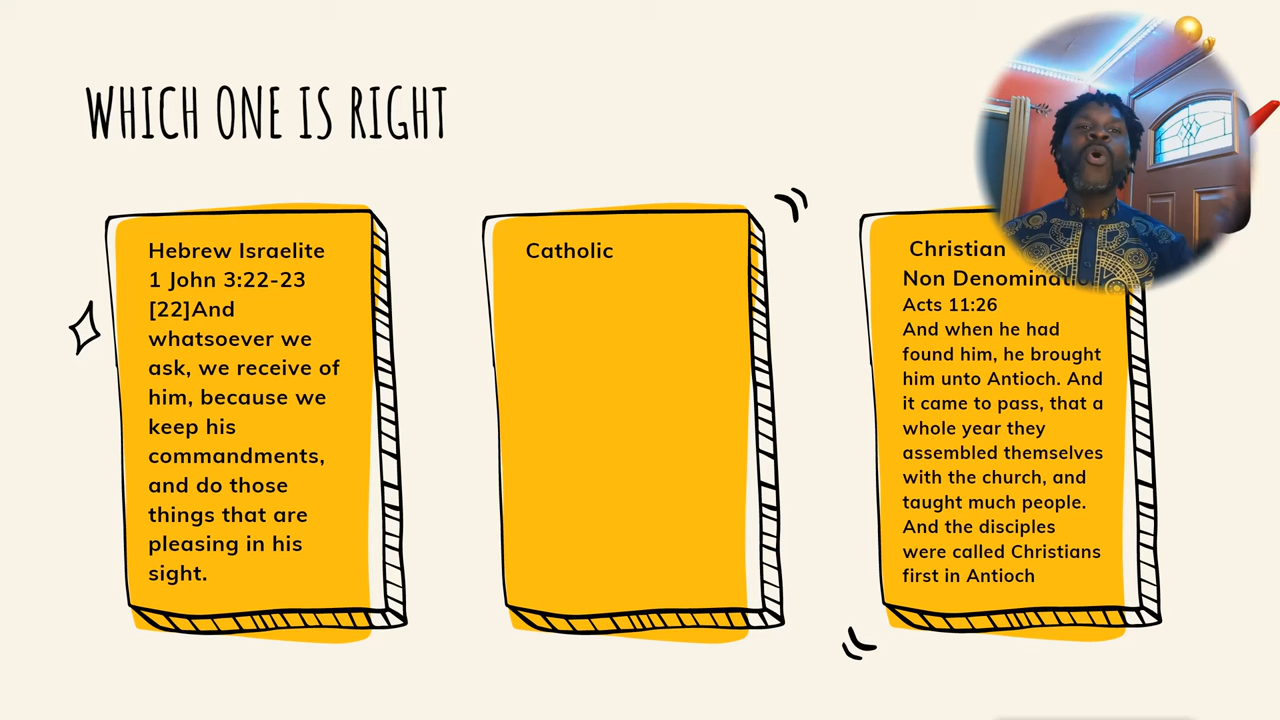 WHICH ONE IS RIGHT
Hebrew Israelite
1 John 3:22-23
[22]And
whatsoever we
ask, we receive of
him, because we
keep his
commandments,
and do those
things that are
pleasing in his
sight.
Catholic
Christian
Non
Acts 11:26
And when he had
found him, he brought
him unto Antioch. And
it came to pass, that a
whole year they
assembled themselves
with the church, and
taught much people.
And the disciples
were called Christians
first in Antioch